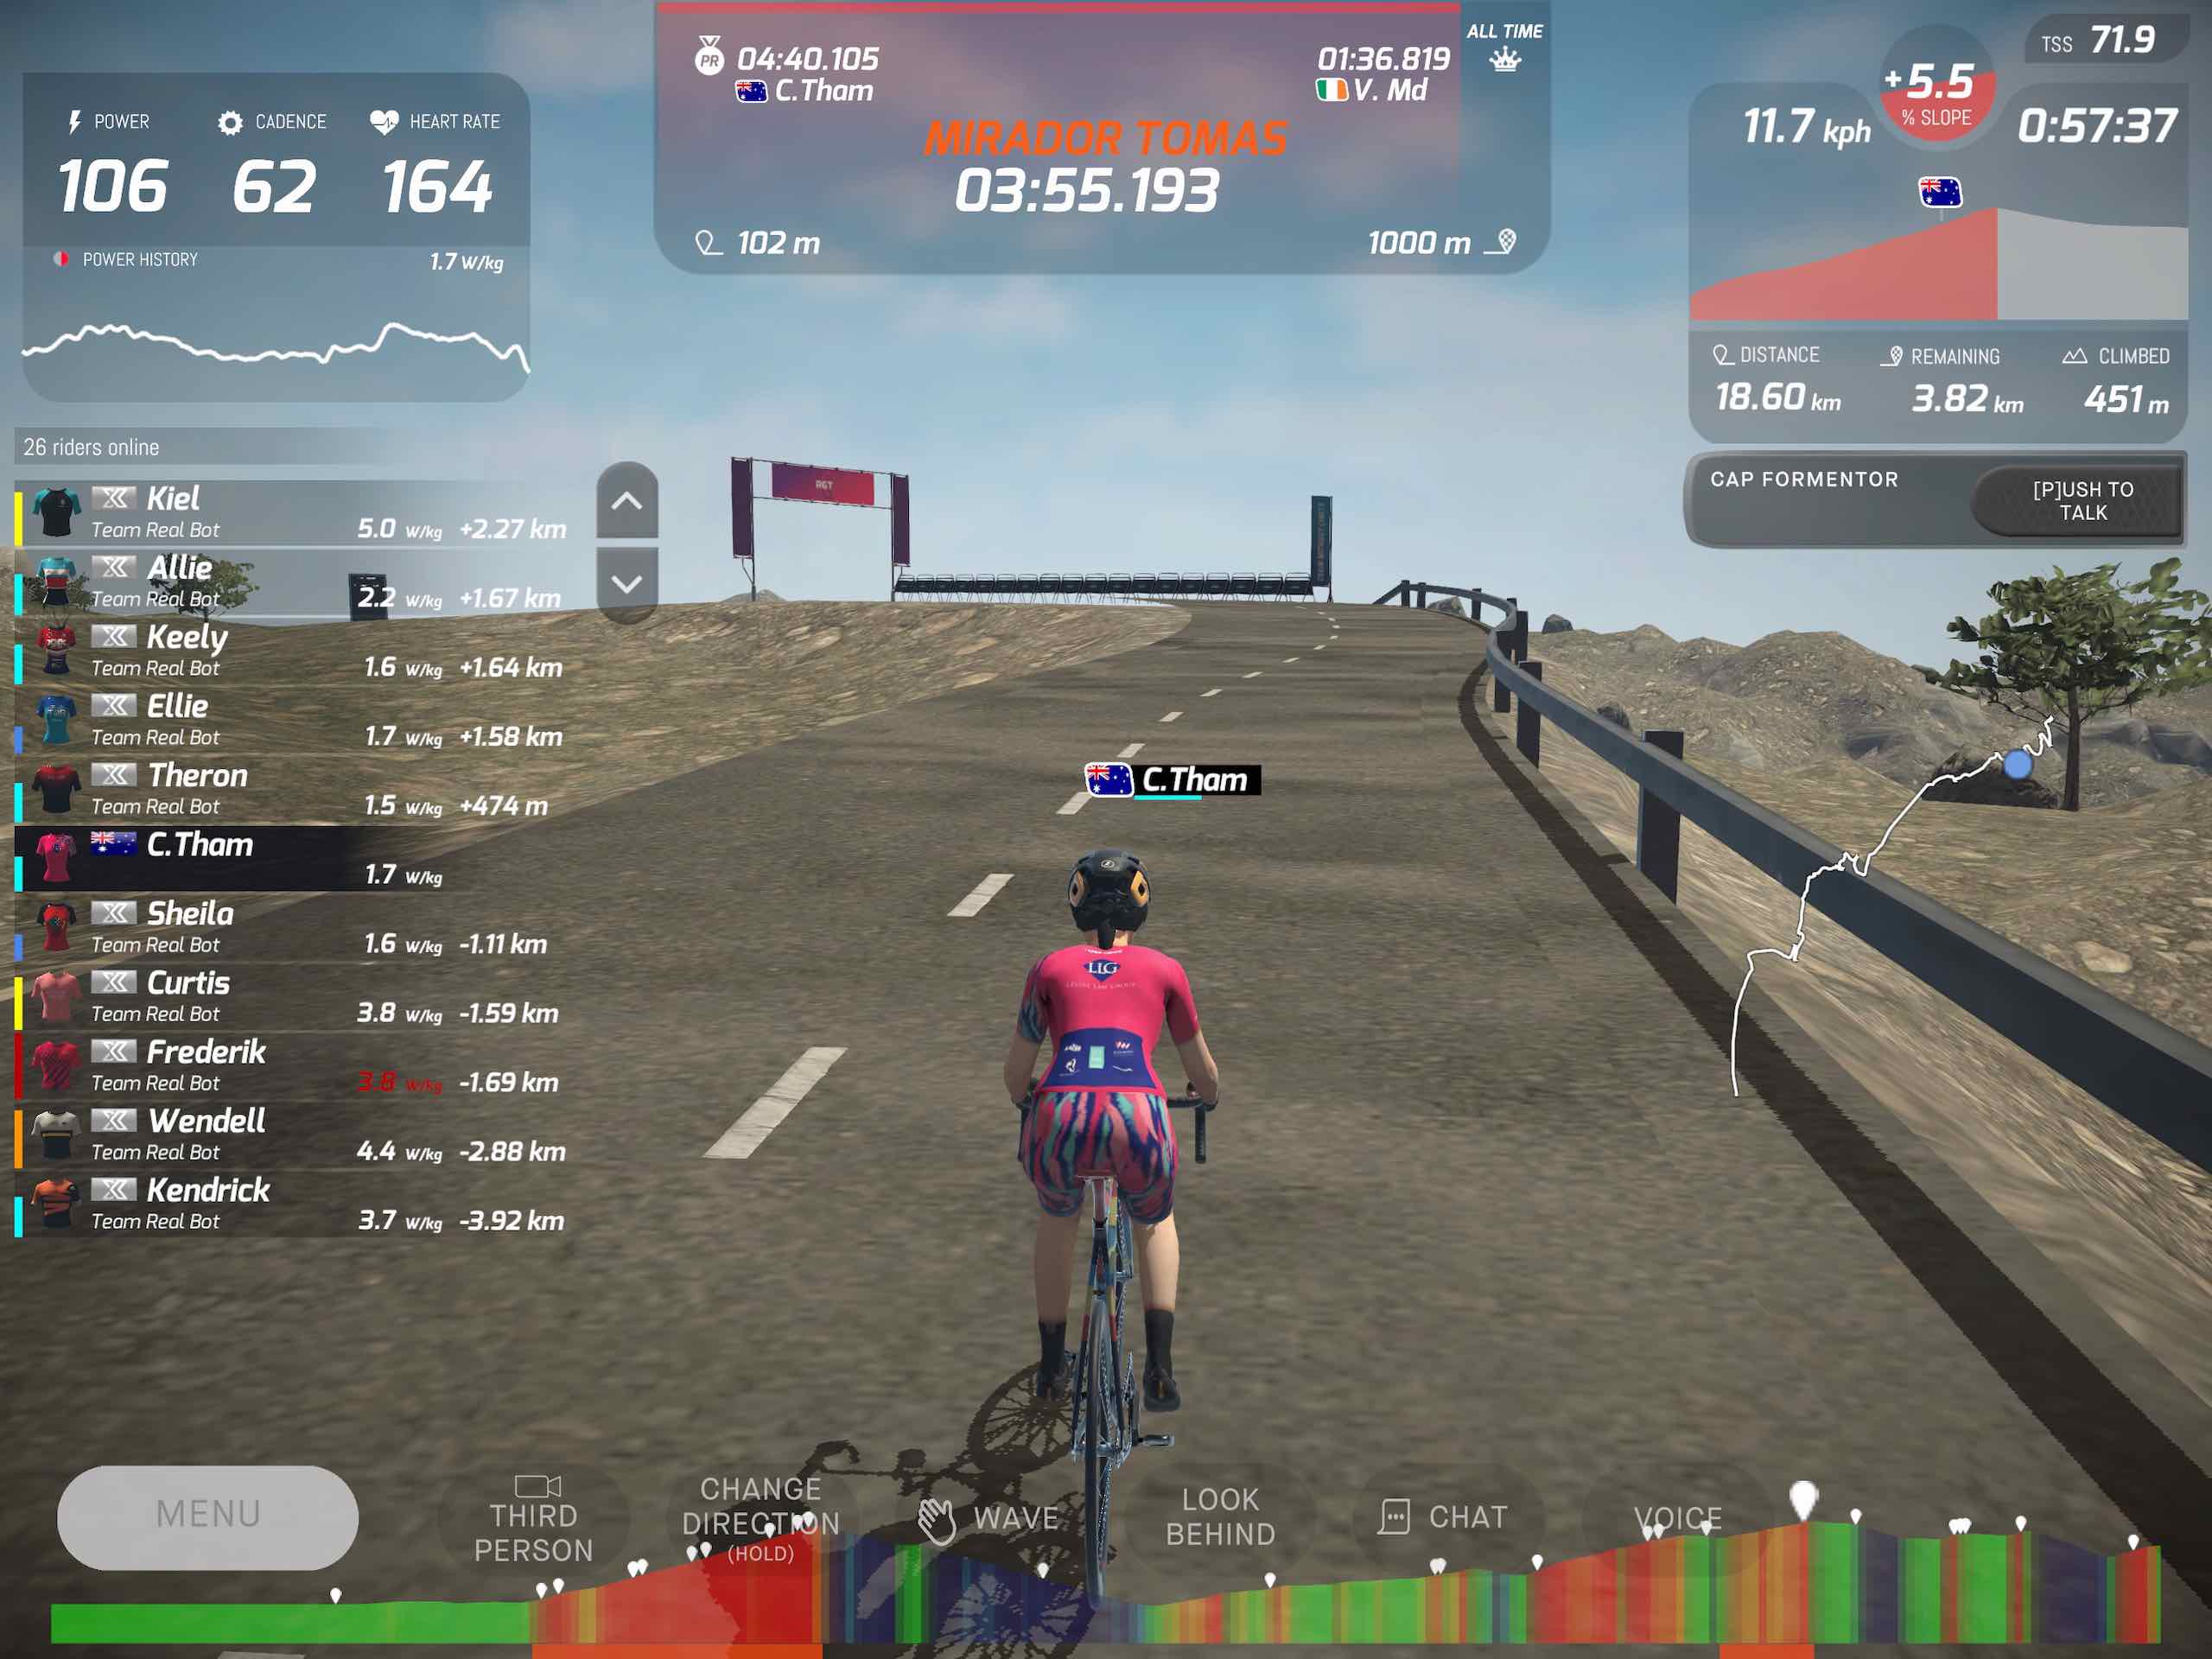 POWER CADENCE HEART RATE
106 62 164
POWER HISTORY 1.7 W/kg
PR 04:40.105
C.Tham
01:36.819
V. Md
ALL TIME
MIRADOR TOMAS
03:55.193
102 m 1000 m
TSS 71.9
11.7 kph
+5.5
% SLOPE
0:57:37
DISTANCE REMAINING CLIMBED
18.60 km 3.82 km 451 m
CAP FORMENTOR
[P]USH TO
TALK
26 riders online
Kiel
Team Real Bot 5.0 W/kg +2.27 km
Allie
Team Real Bot 2.2 W/kg +1.67 km
Keely
Team Real Bot 1.6 W/kg +1.64 km
Ellie
Team Real Bot 1.7 W/kg +1.58 km
Theron
Team Real Bot 1.5 W/kg +474 m
C.Tham
1.7 W/kg
Sheila
Team Real Bot 1.6 W/kg -1.11 km
Curtis
Team Real Bot 3.8 W/kg -1.59 km
Frederik
Team Real Bot 3.8 W/kg -1.69 km
Wendell
Team Real Bot 4.4 W/kg -2.88 km
Kendrick
Team Real Bot 3.7 W/kg -3.92 km
RGT
C.Tham
LLG
MENU
THIRD
PERSON
CHANGE
DIRECTION
(HOLD)
WAVE
LOOK
BEHIND
CHAT
VOICE